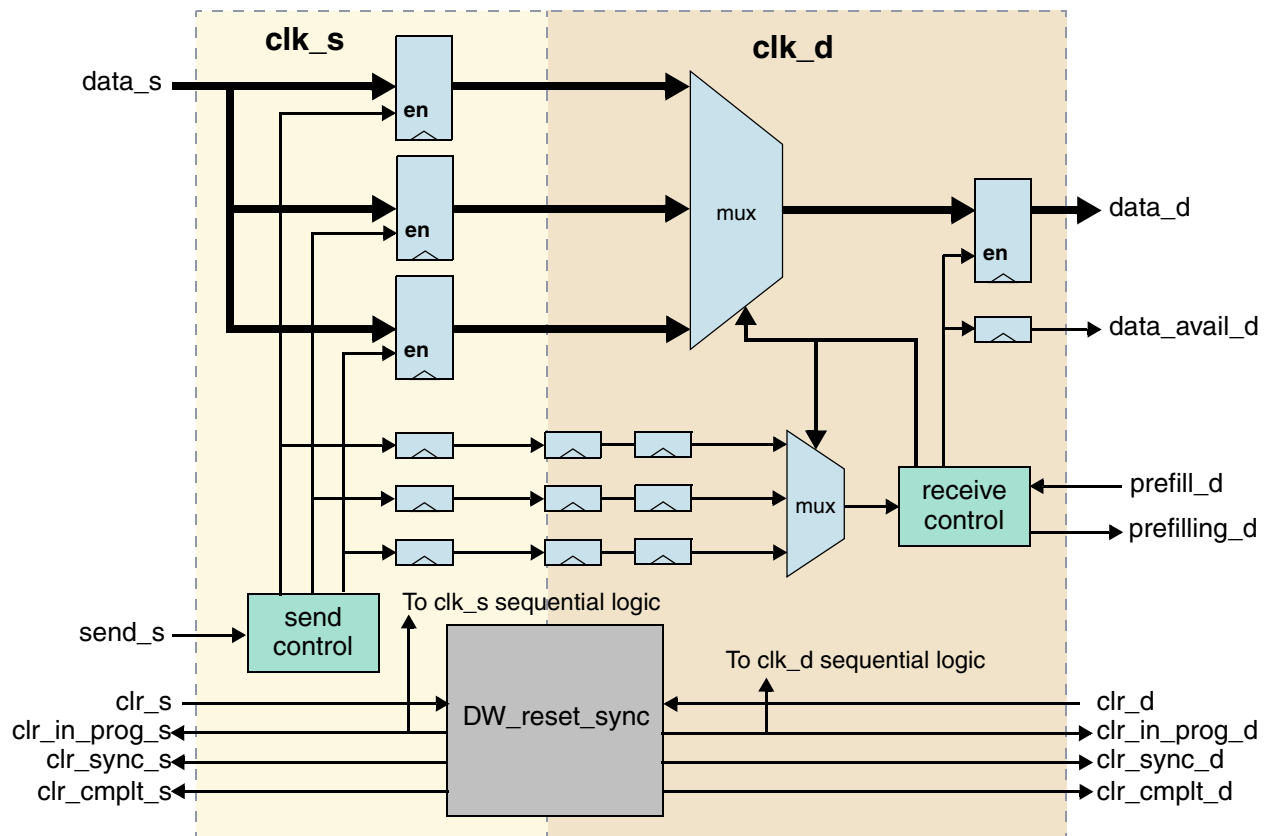 clk_s
clk_d
data_s
en
en
en
mux
en
data_d
data_avail_d
mux
receive
control
prefill_d
prefilling_d
send_s
send
control
To clk_s sequential logic
To clk_d sequential logic
DW_reset_sync
clr_s
clr_in_prog_s
clr_sync_s
clr_cmplt_s
clr_d
clr_in_prog_d
clr_sync_d
clr_cmplt_d